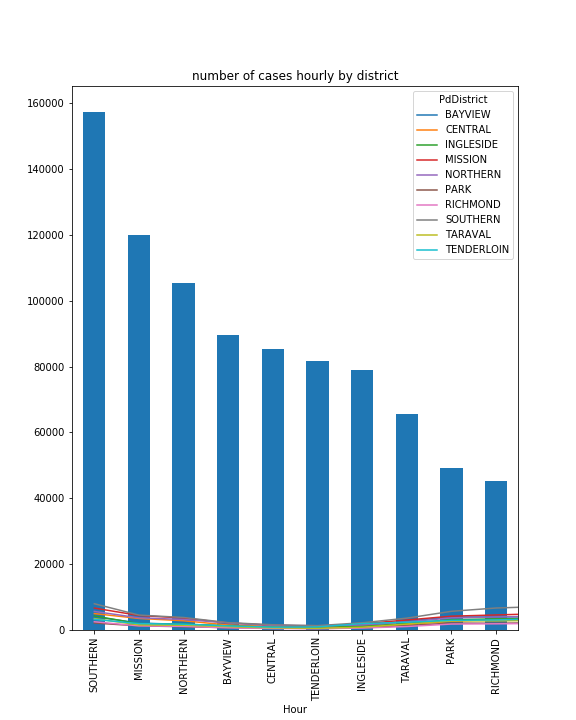 number of cases hourly by district
PdDistrict
BAYVIEW
CENTRAL
INGLESIDE
MISSION
NORTHERN
PARK
RICHMOND
SOUTHERN
TARAVAL
TENDERLOIN
160000
140000
120000
100000
80000
60000
40000
20000
0
SOUTHERN
MISSION
NORTHERN
BAYVIEW
CENTRAL
TENDERLOIN
INGLESIDE
TARAVAL
PARK
RICHMOND
Hour